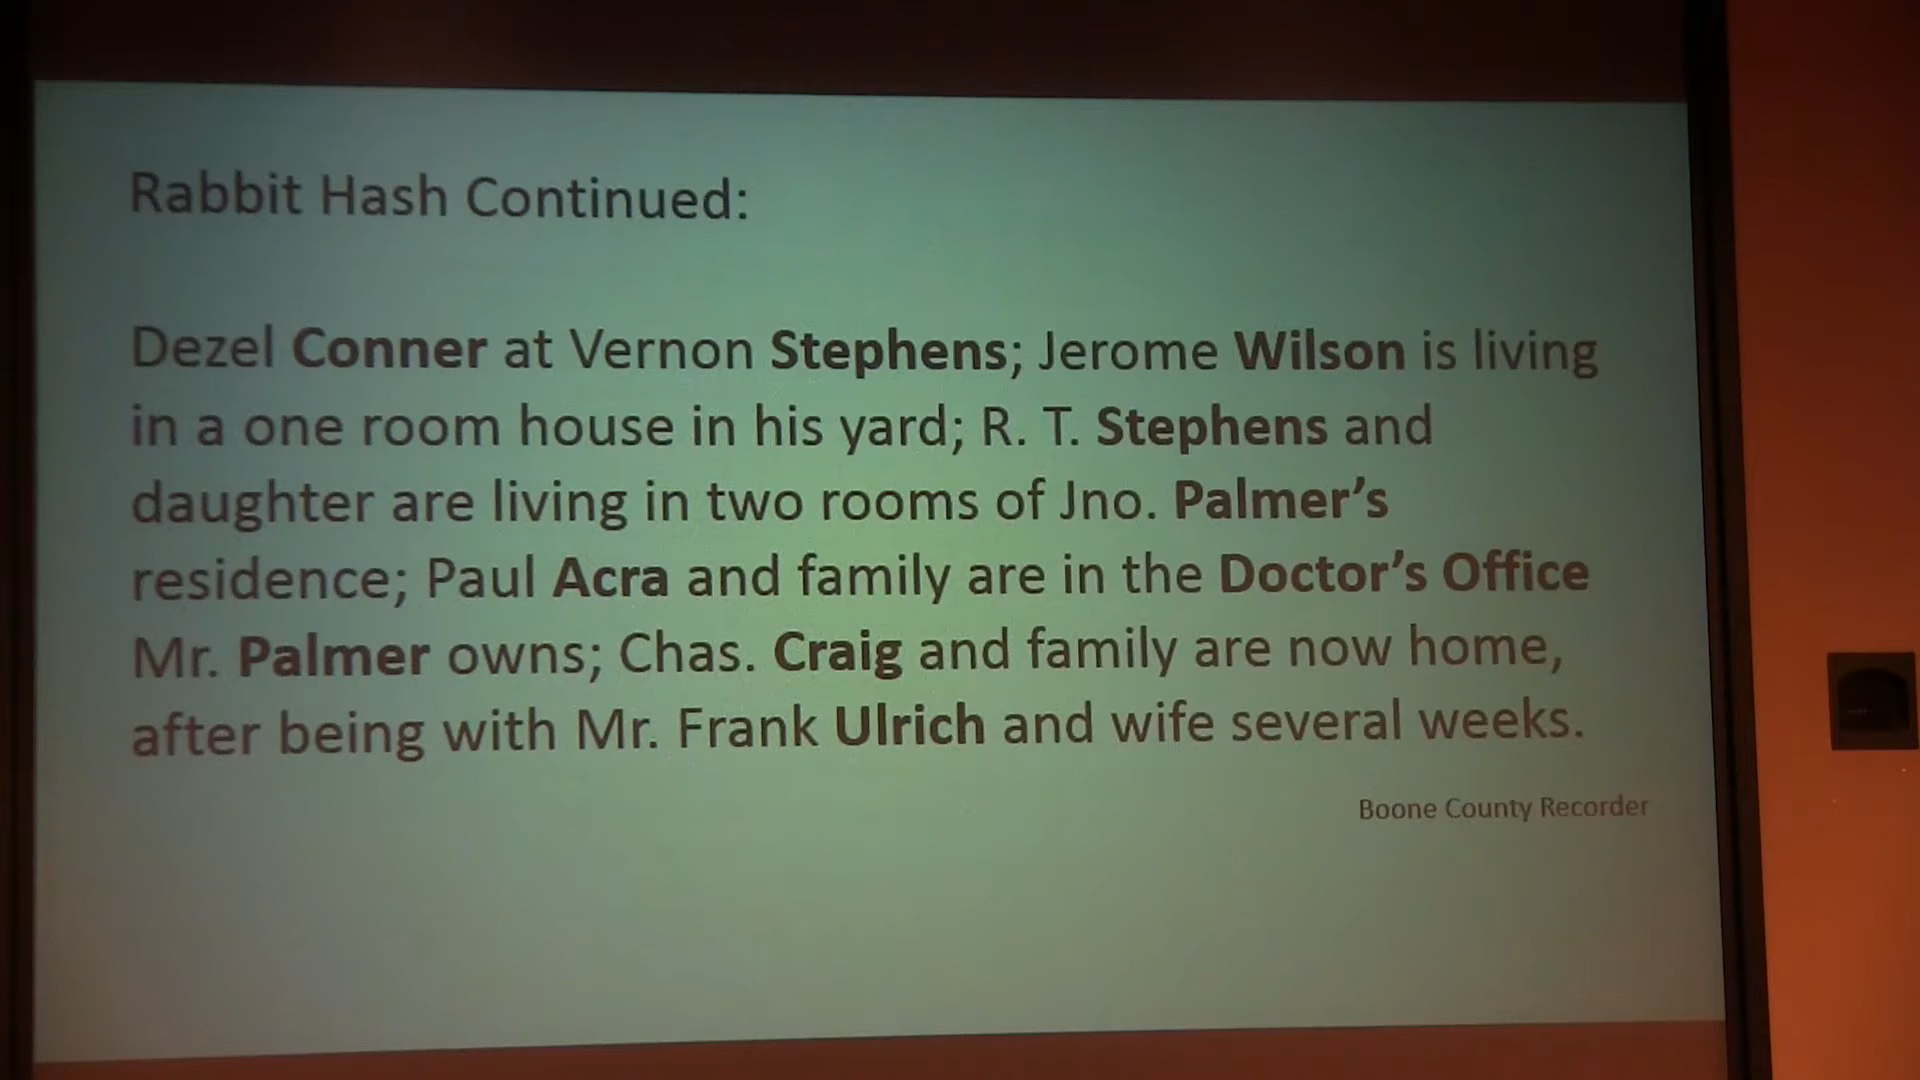 Rabbit Hash Continued:
Dezel Conner at Vernon Stephens; Jerome Wilson is living
in a one room house in his yard; R. T. Stephens and
daughter are living in two rooms of Jno. Palmer's
residence; Paul Acra and family are in the Doctor's Office
Mr. Palmer owns; Chas. Craig and family are now home,
after being with Mr. Frank Ulrich and wife several weeks.
Boone County Recorder